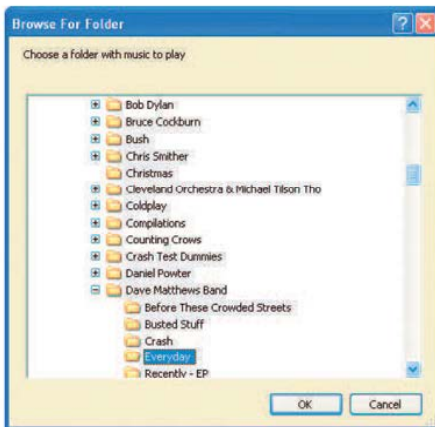 Browse For Folder
Choose a folder with music to play
Bob Dylan
Bruce Cockburn
Bush
Chris Smither
Christmas
Cleveland Orchestra & Michael Tilson Tho
Coldplay
Compilations
Counting Crows
Crash Test Dummies
Daniel Powter
Dave Matthews Band
Before These Crowded Streets
Busted Stuff
Crash
Everyday
Recently - EP
OK Cancel